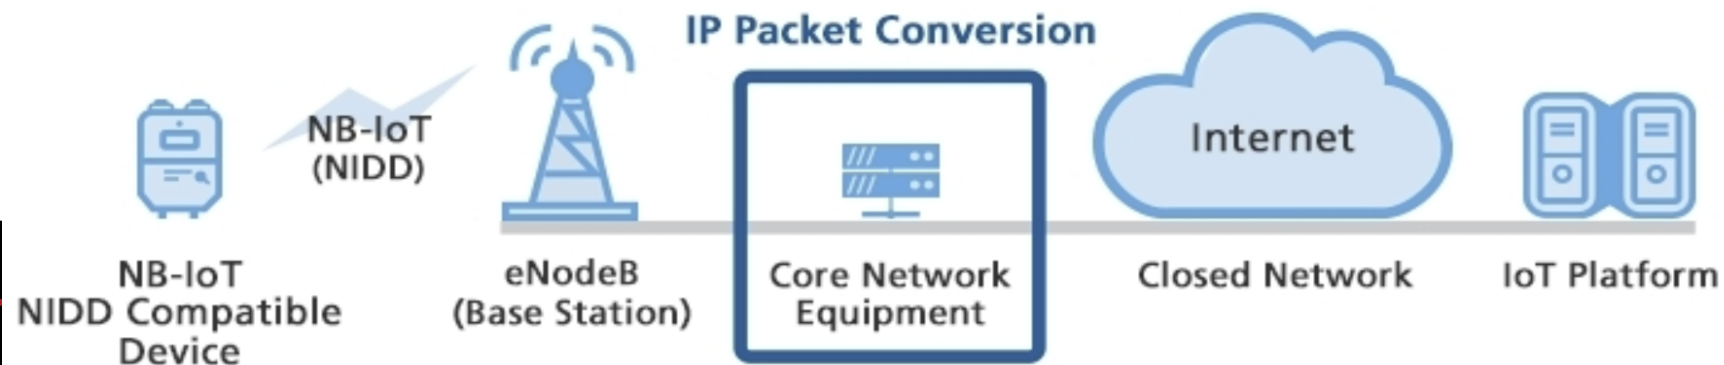 IP Packet Conversion
NB-IoT
(NIDD)
Internet
NB-IoT
NIDD Compatible
Device
eNodeB
(Base Station)
Core Network
Equipment
Closed Network
IoT Platform